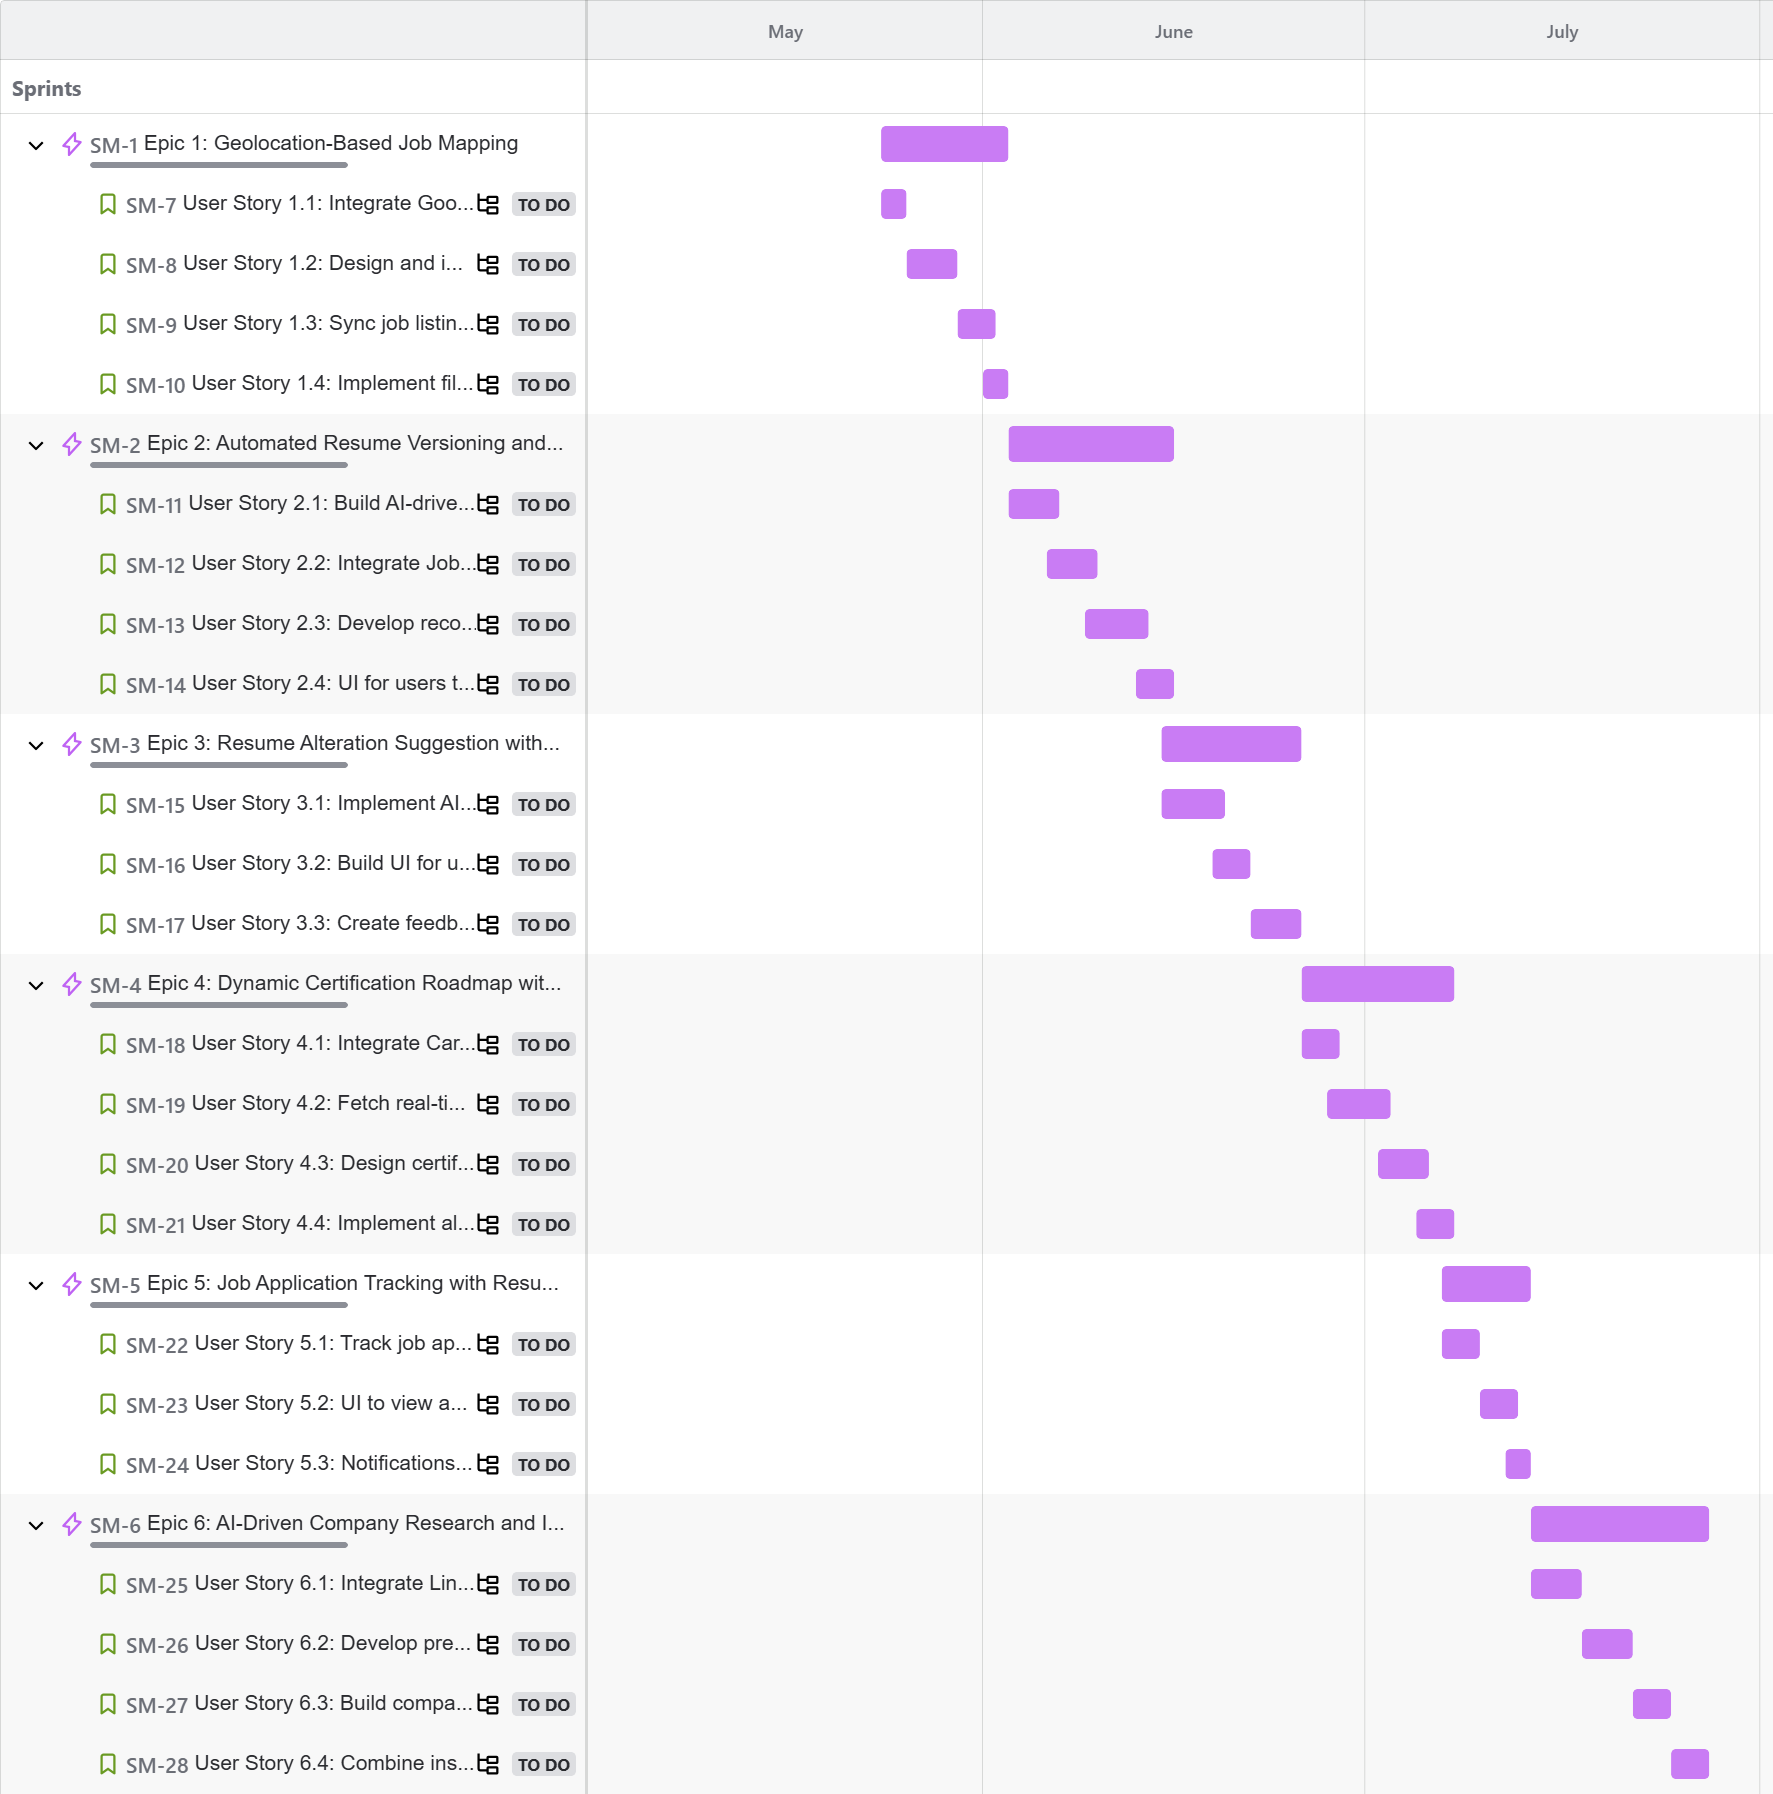 May June July
Sprints
SM-1 Epic 1: Geolocation-Based Job Mapping
SM-7 User Story 1.1: Integrate Goo... TO DO
SM-8 User Story 1.2: Design and i... TO DO
SM-9 User Story 1.3: Sync job listin... TO DO
SM-10 User Story 1.4: Implement fil... TO DO
SM-2 Epic 2: Automated Resume Versioning and...
SM-11 User Story 2.1: Build AI-drive... TO DO
SM-12 User Story 2.2: Integrate Job... TO DO
SM-13 User Story 2.3: Develop reco... TO DO
SM-14 User Story 2.4: UI for users t... TO DO
SM-3 Epic 3: Resume Alteration Suggestion with...
SM-15 User Story 3.1: Implement AI... TO DO
SM-16 User Story 3.2: Build UI for u... TO DO
SM-17 User Story 3.3: Create feedb... TO DO
SM-4 Epic 4: Dynamic Certification Roadmap wit...
SM-18 User Story 4.1: Integrate Car... TO DO
SM-19 User Story 4.2: Fetch real-ti... TO DO
SM-20 User Story 4.3: Design certif... TO DO
SM-21 User Story 4.4: Implement al... TO DO
SM-5 Epic 5: Job Application Tracking with Resu...
SM-22 User Story 5.1: Track job ap... TO DO
SM-23 User Story 5.2: UI to view a... TO DO
SM-24 User Story 5.3: Notifications... TO DO
SM-6 Epic 6: AI-Driven Company Research and I...
SM-25 User Story 6.1: Integrate Lin... TO DO
SM-26 User Story 6.2: Develop pre... TO DO
SM-27 User Story 6.3: Build compa... TO DO
SM-28 User Story 6.4: Combine ins... TO DO